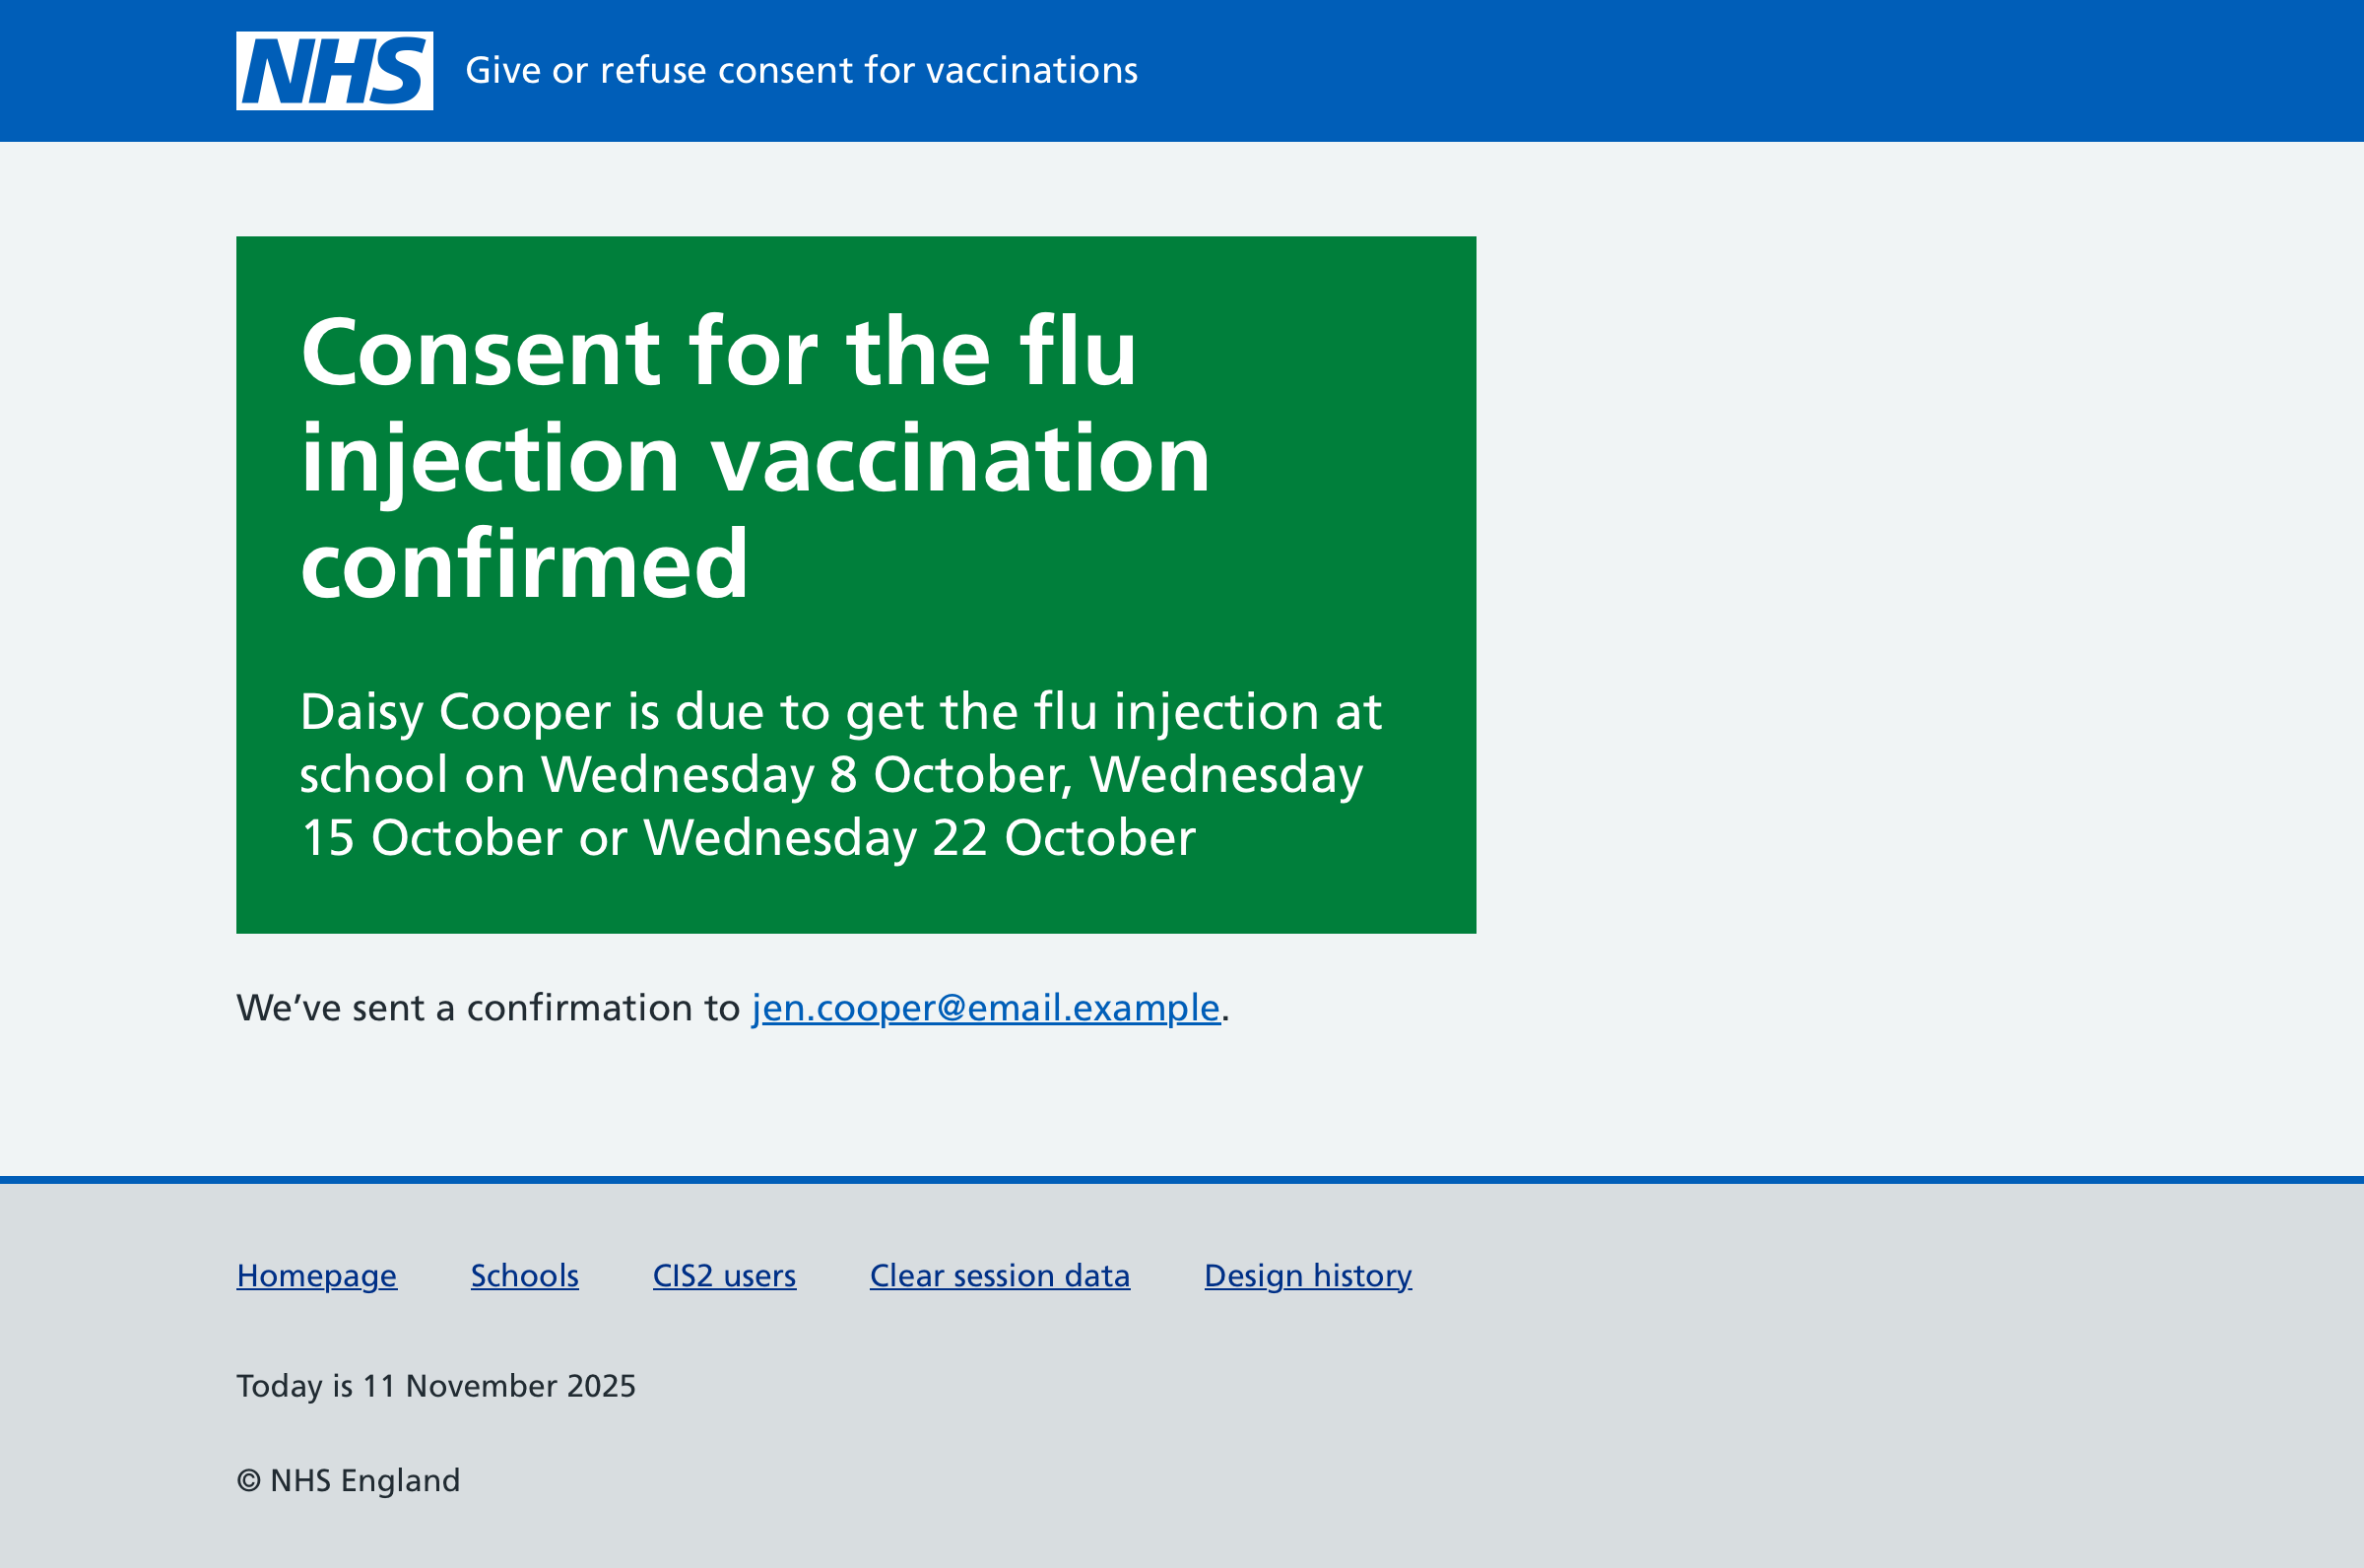 NHS Give or refuse consent for vaccinations
Consent for the flu
injection vaccination
confirmed
Daisy Cooper is due to get the flu injection at
school on Wednesday 8 October, Wednesday
15 October or Wednesday 22 October
We’ve sent a confirmation to jen.cooper@email.example.
Homepage Schools CIS2 users Clear session data Design history
Today is 11 November 2025
© NHS England